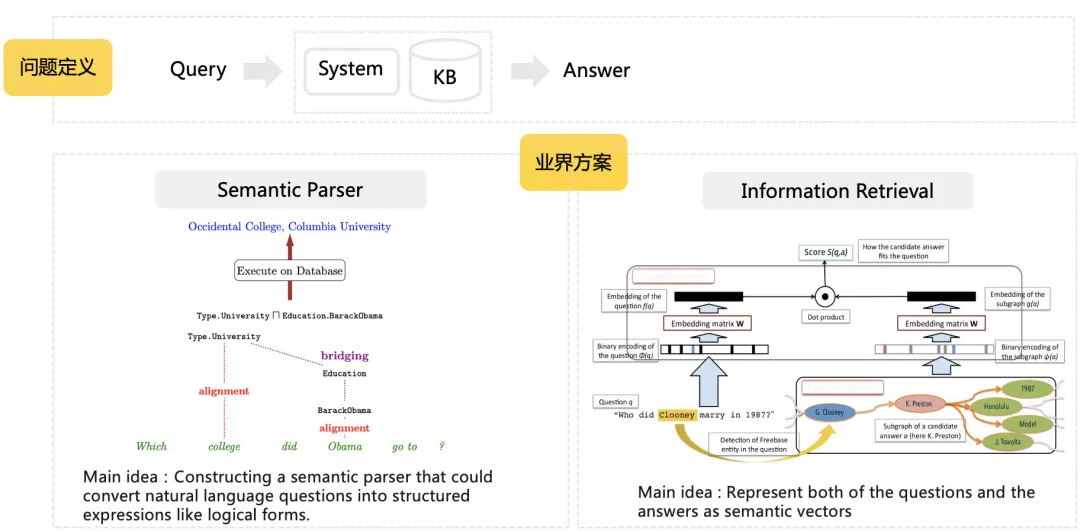 问题定义
Query
System
KB
Answer
业界方案
Semantic Parser
Occidental College, Columbia University
Execute on Database
Type.University ⊓ Education.BarackObama
Type.University
bridging
Education
alignment
BarackObama
alignment
Which college did Obama go to ?
Main idea : Constructing a semantic parser that could
convert natural language questions into structured
expressions like logical forms.
Information Retrieval
Score S(q,a)
How the candidate answer
fits the question
Embedding of the
question f(q)
Embedding of the
subgraph g(a)
Dot product
Embedding matrix W
Embedding matrix W
Binary encoding of
the question Φ(q)
Binary encoding of
the subgraph ψ(a)
Question q
“Who did Clooney marry in 1987?”
G. Clooney
K. Preston
1987
Honolulu
Model
J. Travolta
Subgraph of a candidate
answer a (here K. Preston)
Detection of Freebase
entity in the question
Main idea : Represent both of the questions and the
answers as semantic vectors